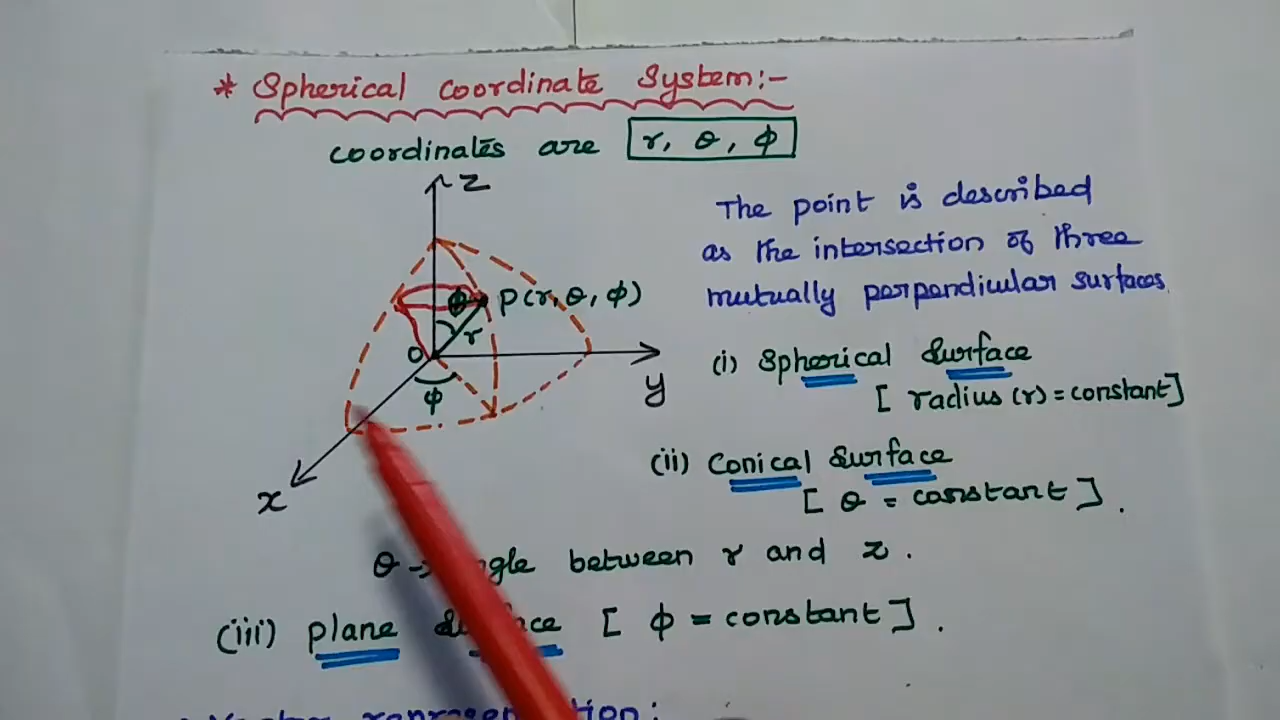 * Spherical coordinate System:-
coordinates are r, θ, ϕ
z
The point is described
as the intersection of three
mutually perpendicular surfaces
θ P(r, θ, ϕ)
r
O
y
ϕ
x
(i) Spherical Surface
[ radius (r) = constant ]
(ii) Conical Surface
[ θ = constant ] .
θ → angle between r and z .
(iii) plane surface [ ϕ = constant ] .